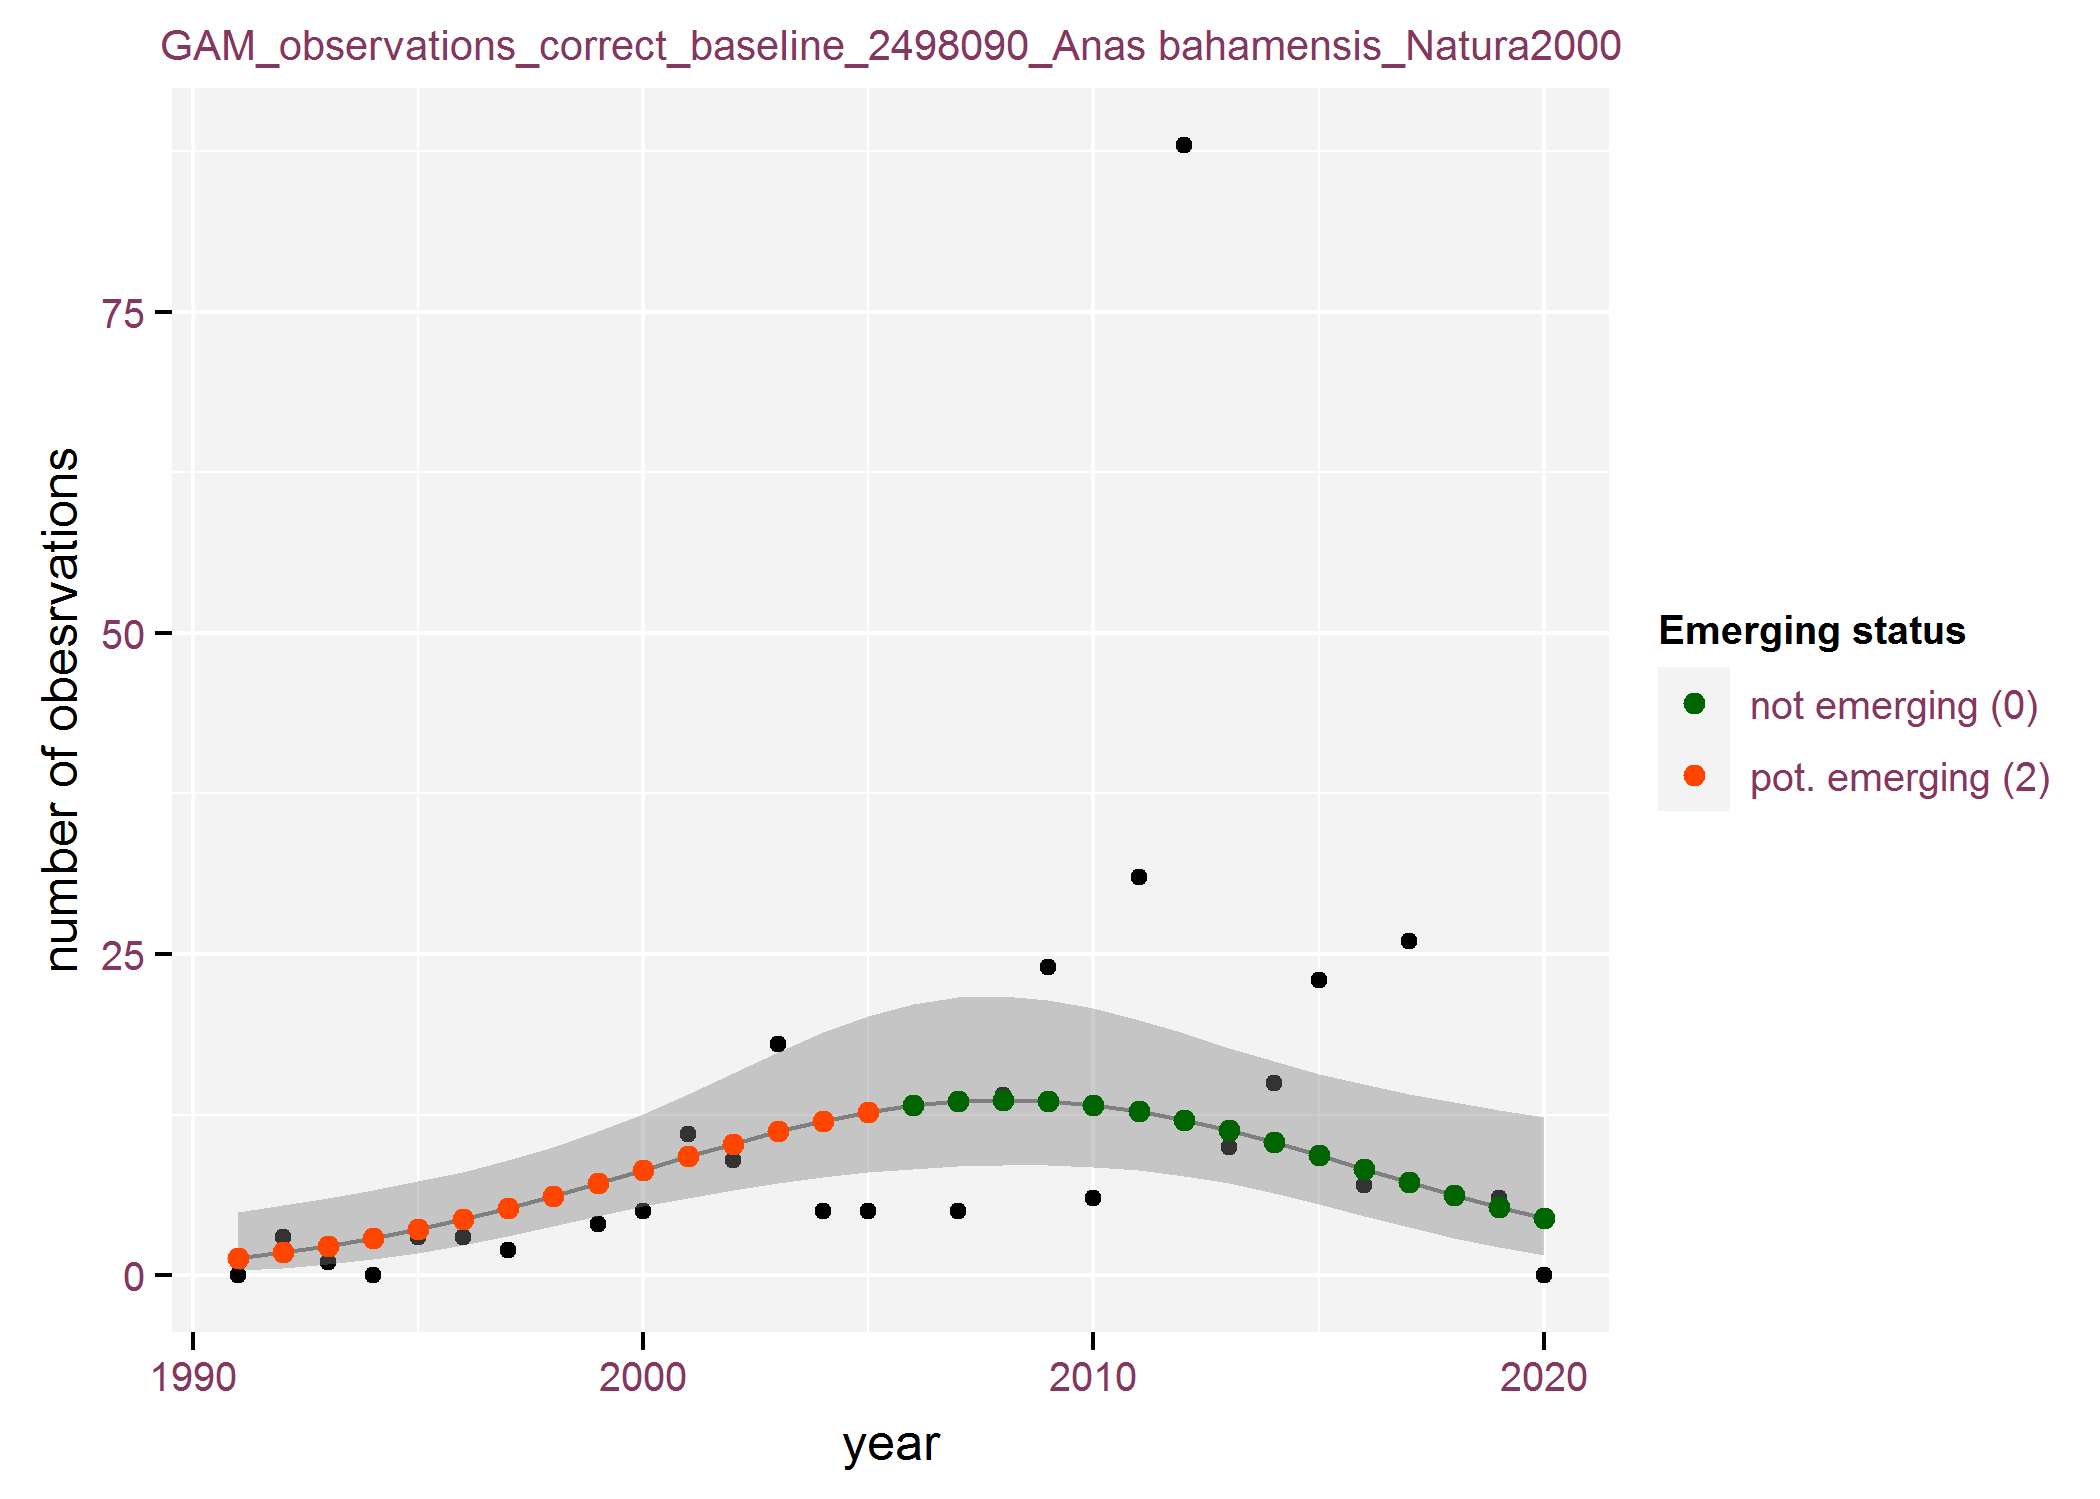 GAM_observations_correct_baseline_2498090_Anas bahamensis_Natura2000
75
50
25
0
number of obesrvations
1990
2000
2010
2020
year
Emerging status
not emerging (0)
pot. emerging (2)